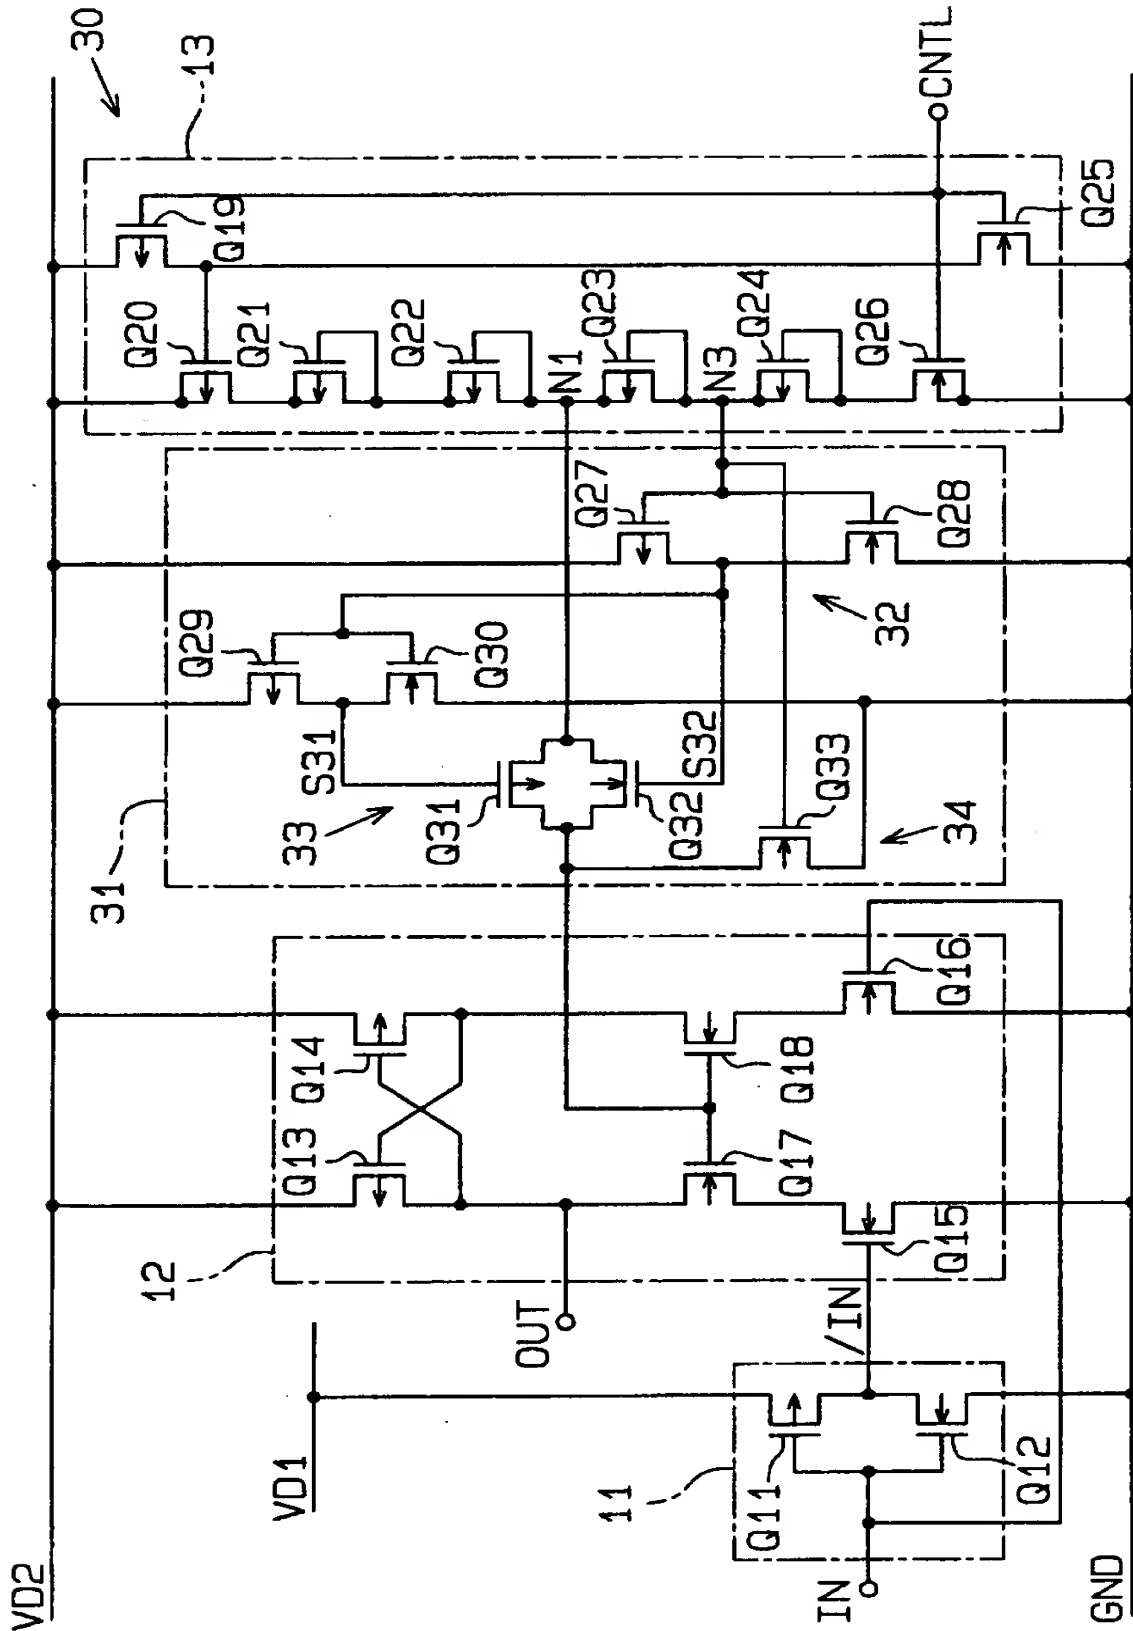 30
13
VD2
Q19
Q20
Q21
Q22
N1
Q23
N3
Q24
Q26
Q25
CNTL
31
Q29
Q30
Q27
Q28
32
S31
S32
33
Q31
Q32
Q33
34
12
Q14
Q13
Q18
Q17
Q16
Q15
OUT
/IN
VD1
11
Q11
Q12
IN
GND